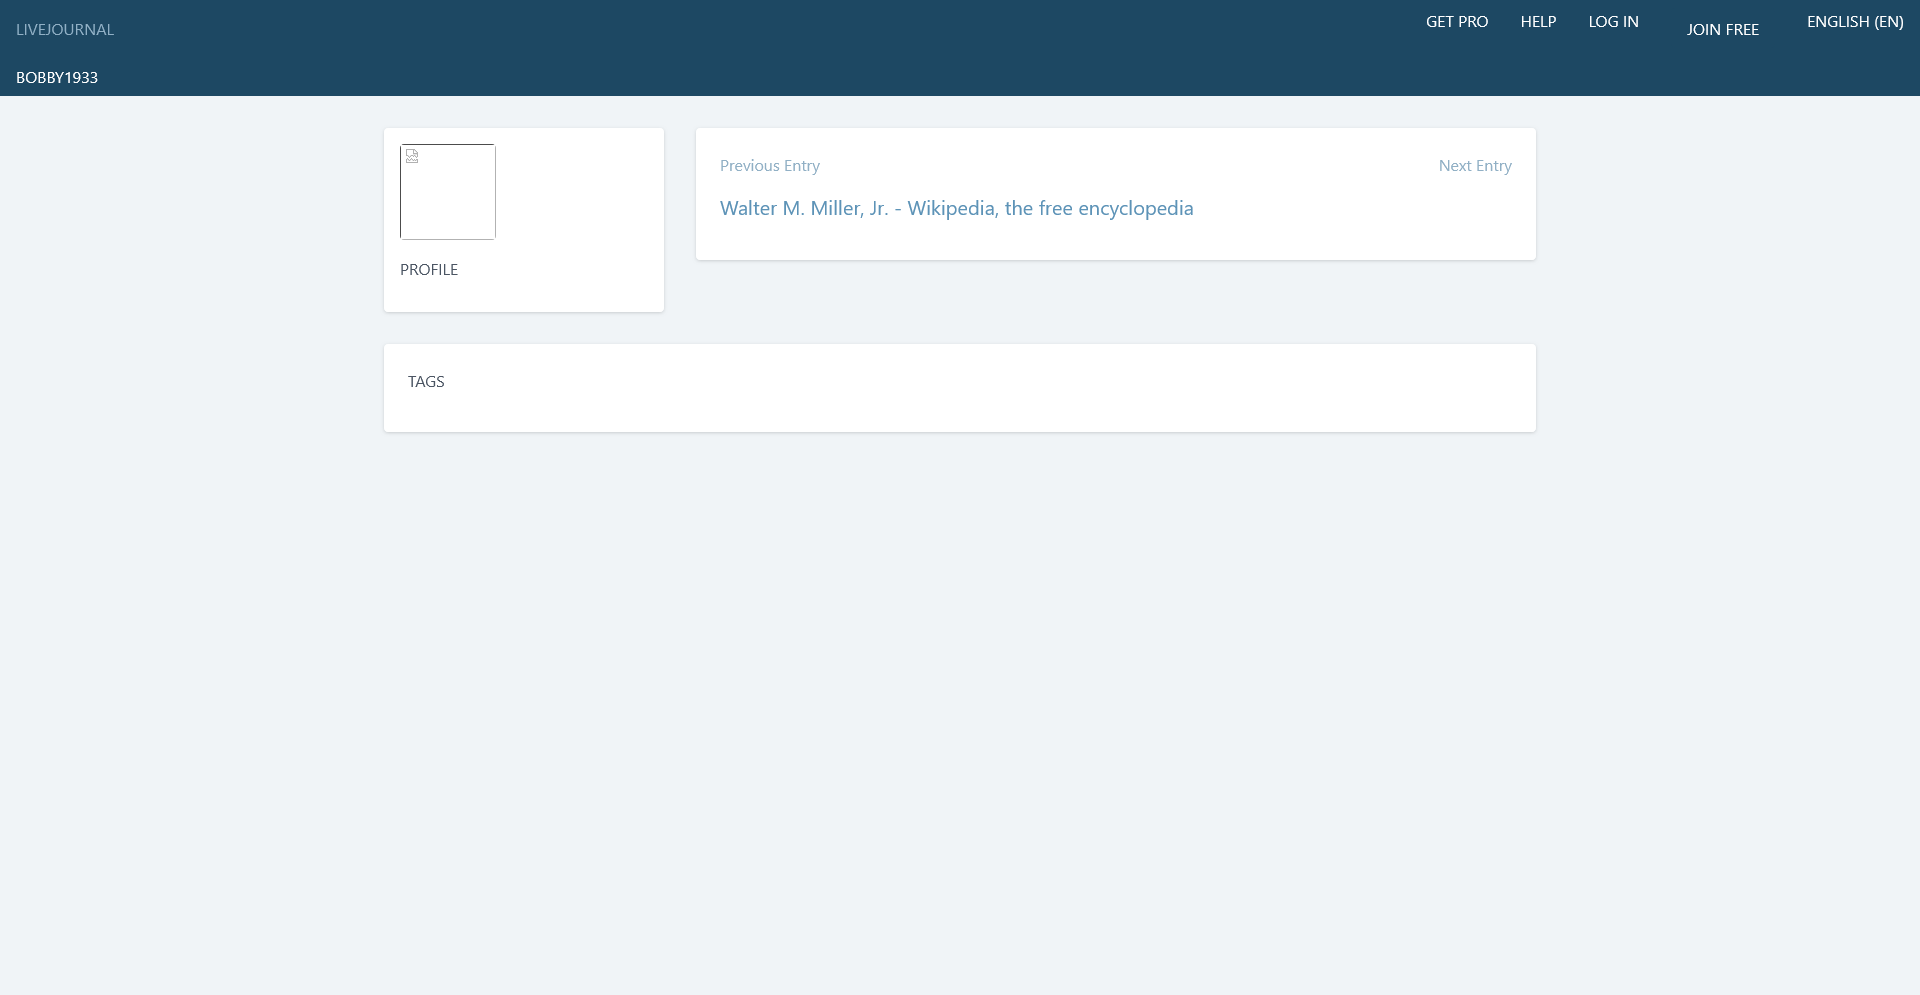 LIVEJOURNAL
GET PRO
HELP
LOG IN
JOIN FREE
ENGLISH (EN)
BOBBY1933
PROFILE
Previous Entry
Next Entry
Walter M. Miller, Jr. - Wikipedia, the free encyclopedia
TAGS